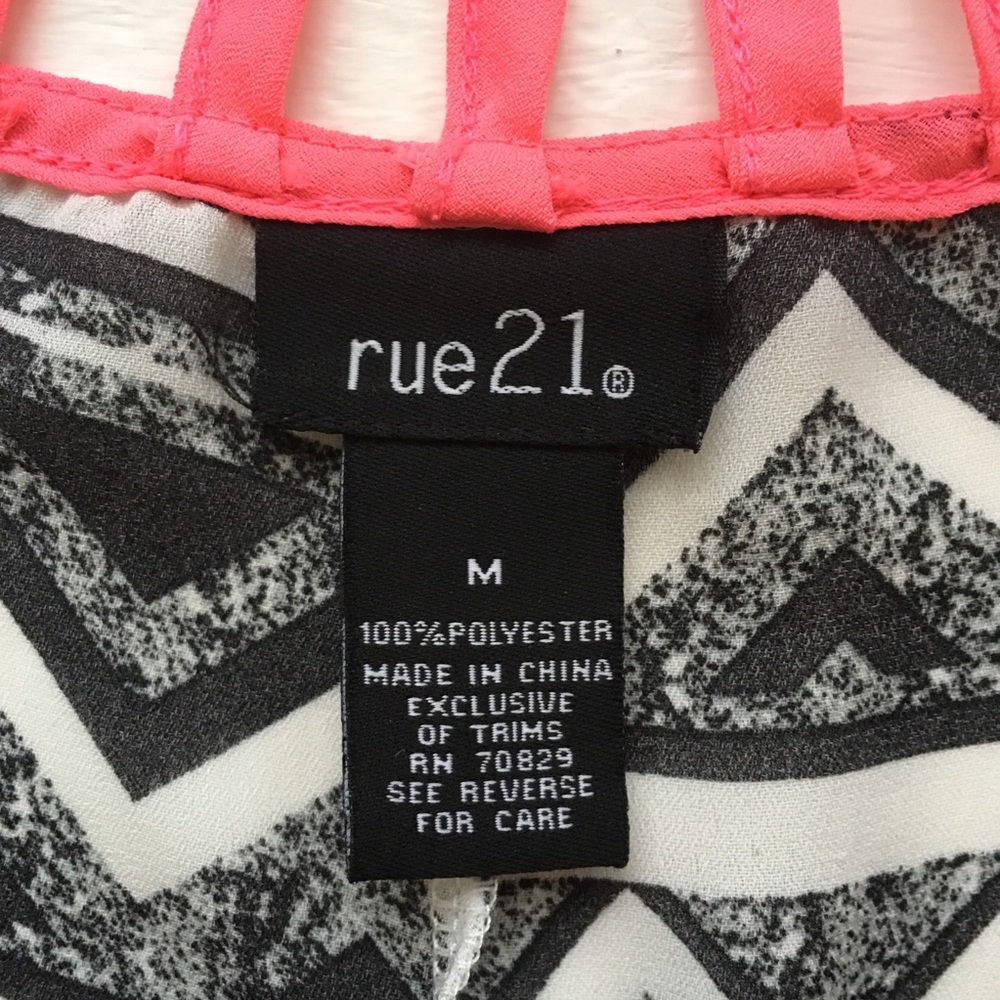 rue21®
M
100%POLYESTER
MADE IN CHINA
EXCLUSIVE
OF TRIMS
RN 70829
SEE REVERSE
FOR CARE